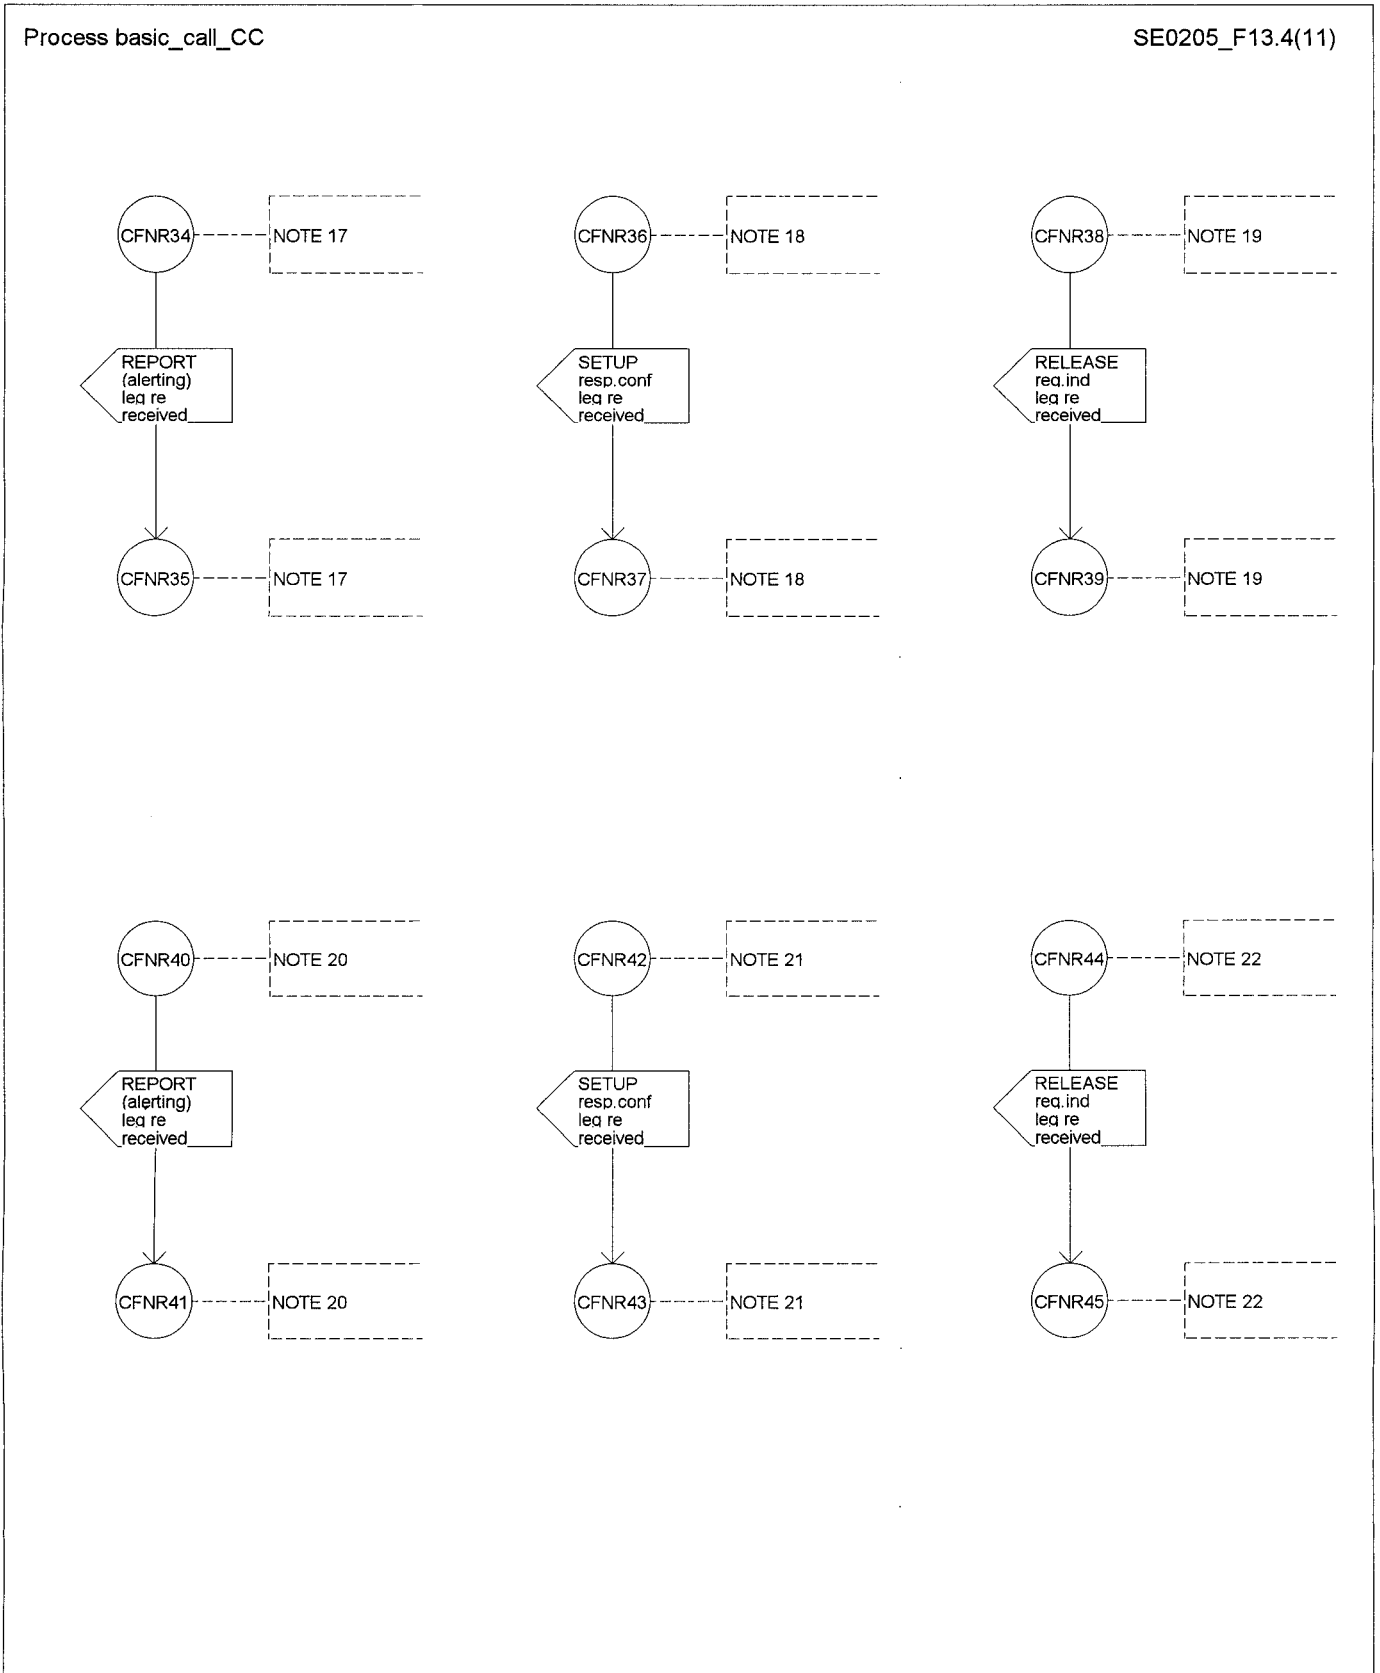 Process basic_call_CC
SE0205_F13.4(11)
CFNR34
NOTE 17
CFNR36
NOTE 18
CFNR38
NOTE 19
REPORT
(alerting)
leg re
received
SETUP
resp.conf
leg re
received
RELEASE
req.ind
leg re
received
CFNR35
NOTE 17
CFNR37
NOTE 18
CFNR39
NOTE 19
CFNR40
NOTE 20
CFNR42
NOTE 21
CFNR44
NOTE 22
REPORT
(alerting)
leg re
received
SETUP
resp.conf
leg re
received
RELEASE
req.ind
leg re
received
CFNR41
NOTE 20
CFNR43
NOTE 21
CFNR45
NOTE 22